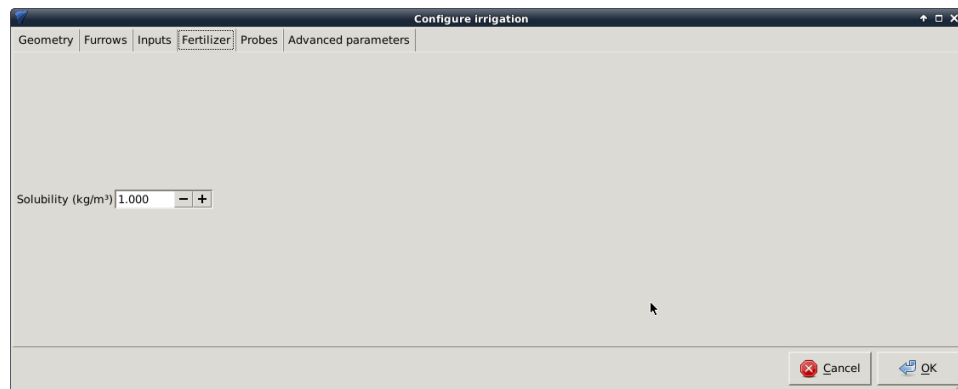 Configure irrigation
Geometry Furrows Inputs Fertilizer Probes Advanced parameters
Solubility (kg/m³) 1.000
Cancel OK